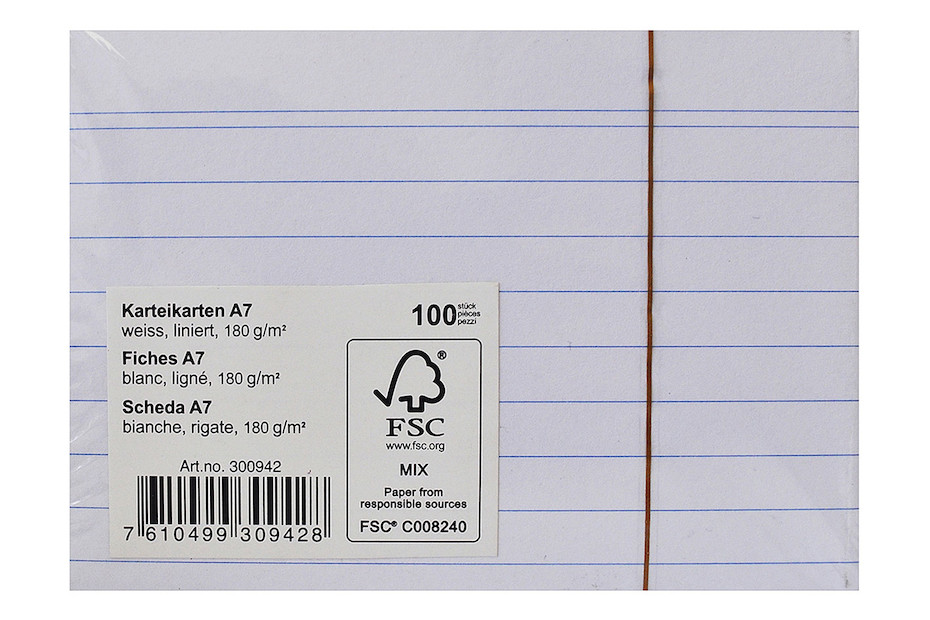 Karteikarten A7
weiss, liniert, 180 g/m²
Fiches A7
blanc, ligné, 180 g/m²
Scheda A7
bianche, rigate, 180 g/m²
Art.no. 300942
7 610499 309428
100 stück
pièces
pezzi
®
FSC
www.fsc.org
MIX
Paper from
responsible sources
FSC® C008240